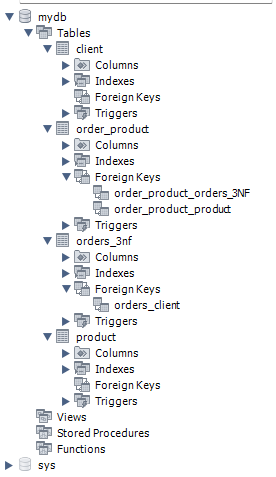 mydb
Tables
client
Columns
Indexes
Foreign Keys
Triggers
order_product
Columns
Indexes
Foreign Keys
order_product_orders_3NF
order_product_product
Triggers
orders_3nf
Columns
Indexes
Foreign Keys
orders_client
Triggers
product
Columns
Indexes
Foreign Keys
Triggers
Views
Stored Procedures
Functions
sys